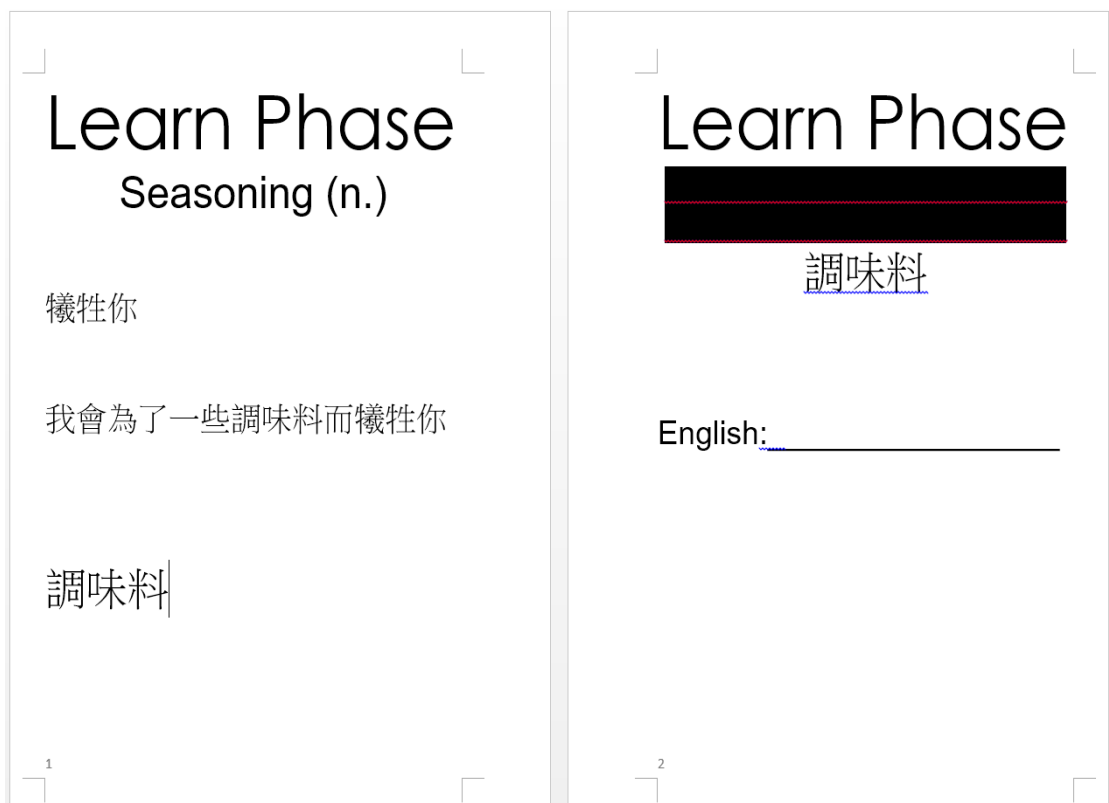 Learn Phase
Seasoning (n.)
犧牲你
我會為了一些調味料而犧牲你
調味料
1
Learn Phase
調味料
English:
2